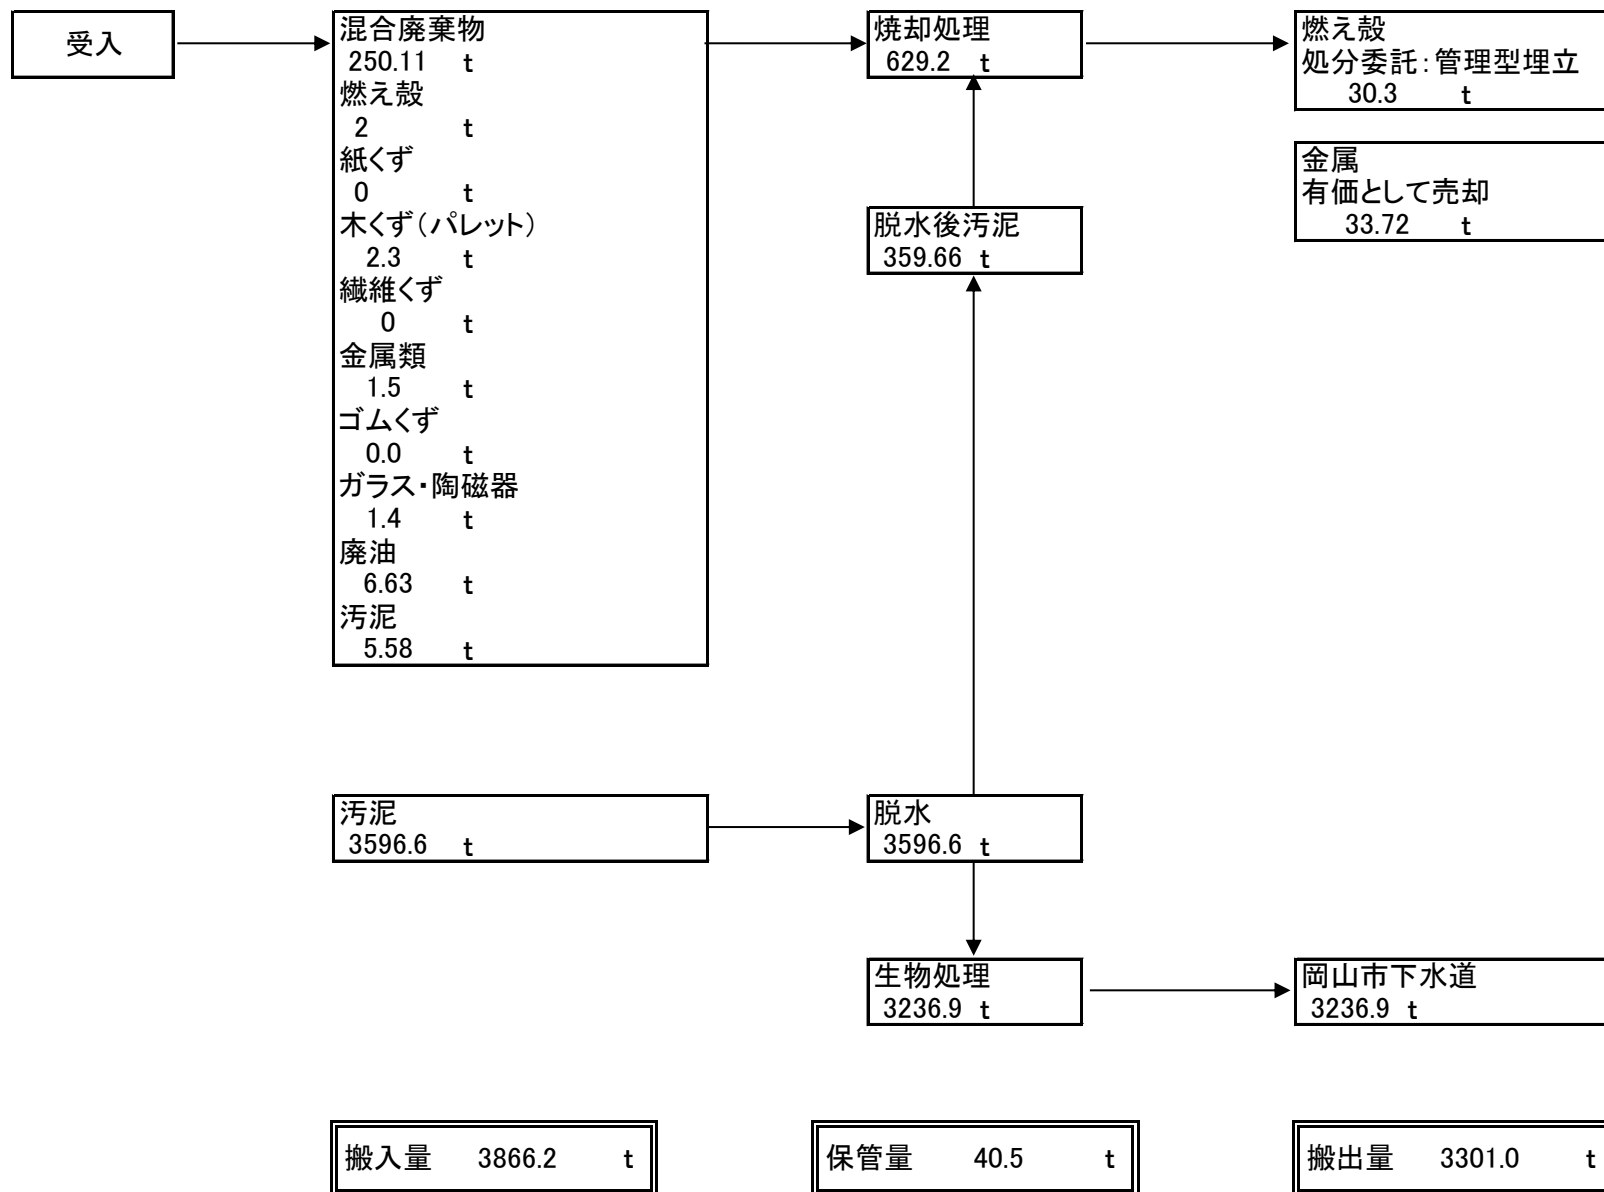 受入
混合廃棄物
250.11 t
燃え殻
2 t
紙くず
0 t
木くず（パレット）
2.3 t
繊維くず
0 t
金属類
1.5 t
ゴムくず
0.0 t
ガラス・陶磁器
1.4 t
廃油
6.63 t
汚泥
5.58 t
焼却処理
629.2 t
燃え殻
処分委託：管理型埋立
30.3 t
金属
有価として売却
33.72 t
脱水後汚泥
359.66 t
汚泥
3596.6 t
脱水
3596.6 t
生物処理
3236.9 t
岡山市下水道
3236.9 t
搬入量 3866.2 t
保管量 40.5 t
搬出量 3301.0 t